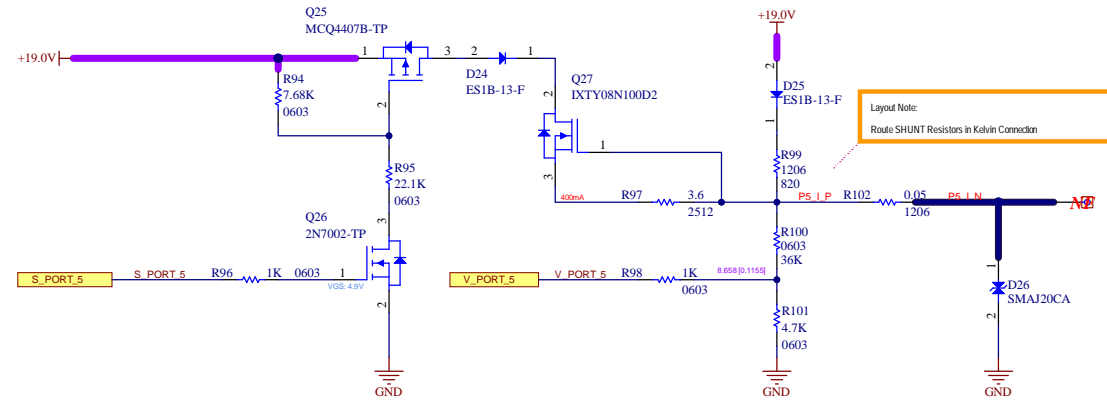 Q25
MCQ4407B-TP
+19.0V
+19.0V
1
3
2
1
D24
ES1B-13-F
Q27
IXTY08N100D2
R94
7.68K
0603
2
2
2
D25
ES1B-13-F
1
Layout Note:
Route SHUNT Resistors in Kelvin Connection
1
3
R95
22.1K
0603
R99
1206
820
400mA
R97
3.6
2512
P5_I_P
R102
0.05
1206
P5_I_N
Q26
2N7002-TP
3
R100
0603
36K
S_PORT_5
S_PORT_5
R96
1K
0603
1
VGS: 4.9V
V_PORT_5
V_PORT_5
R98
1K
0603
8.658 [0.1155]
2
1
D26
SMAJ20CA
2
R101
4.7K
0603
GND
GND
GND